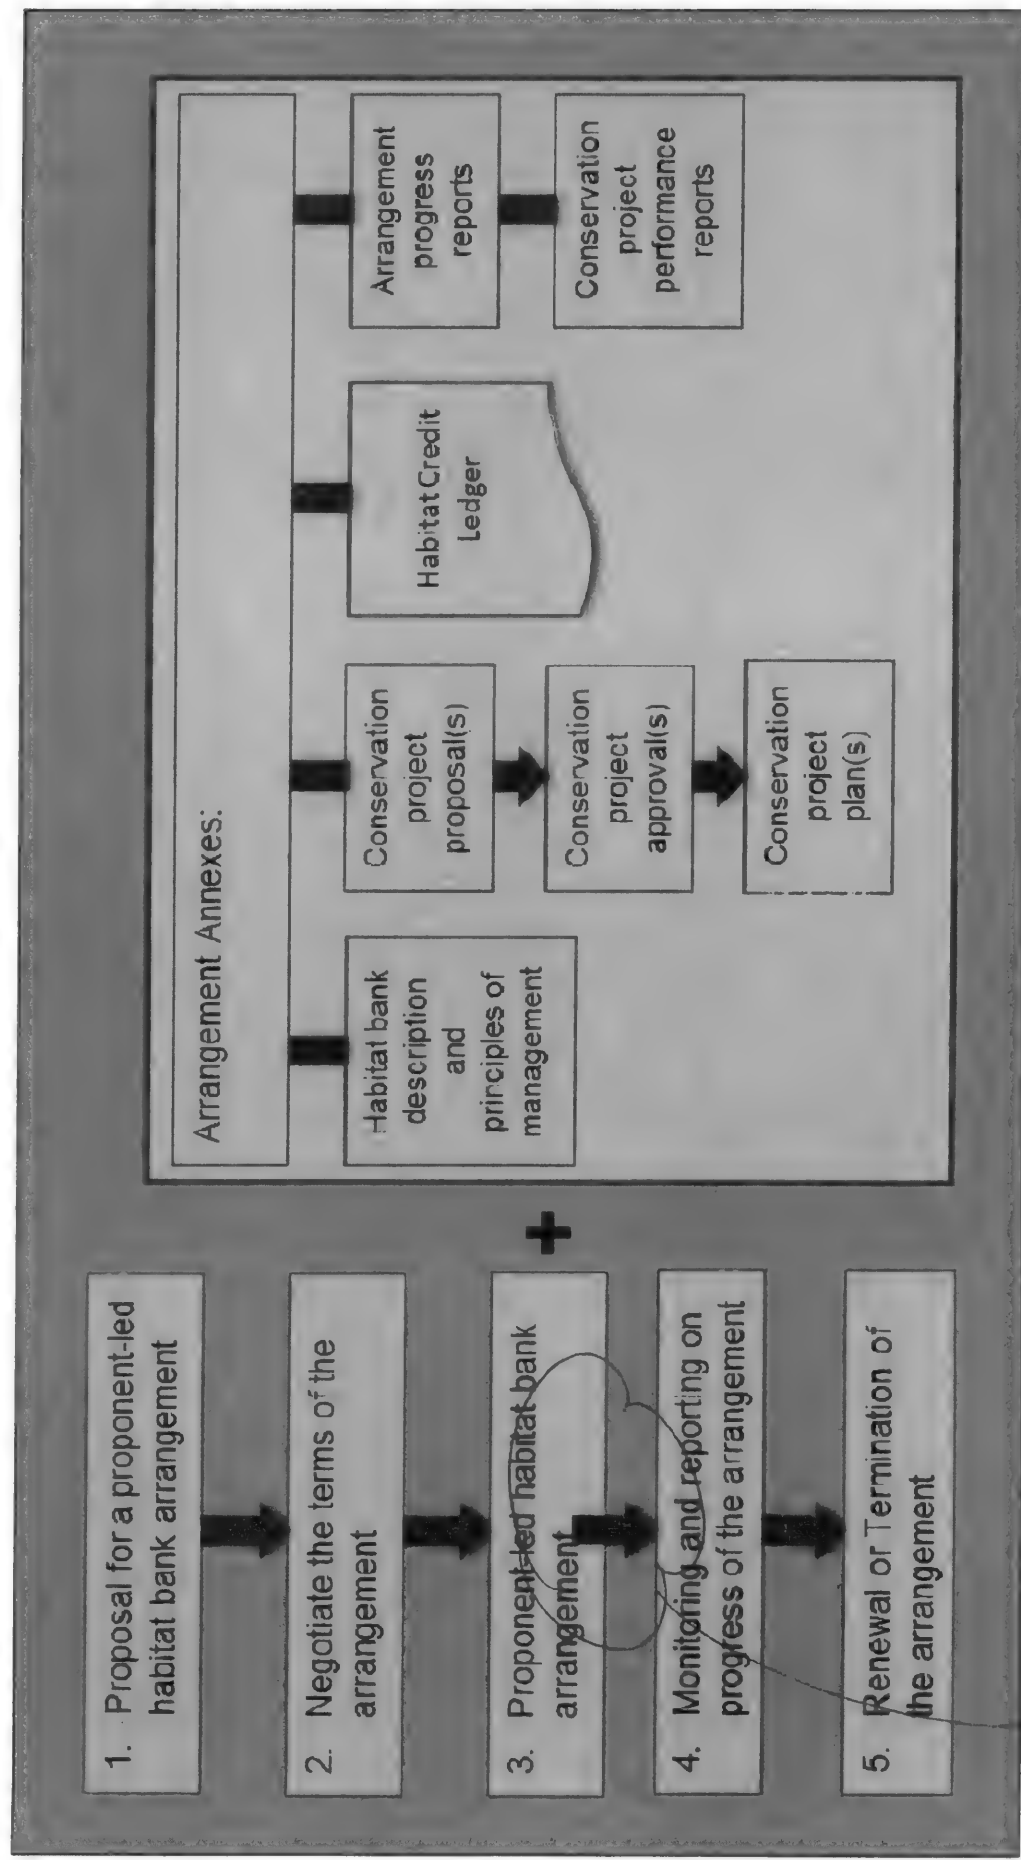 1. Proposal for a proponent-led
habitat bank arrangement
2. Negotiate the terms of the
arrangement
3. Proponent-led habitat bank
arrangement
4. Monitoring and reporting on
progress of the arrangement
5. Renewal or Termination of
the arrangement
+
Arrangement Annexes:
Habitat bank
description
and
principles of
management
Conservation
project
proposal(s)
Conservation
project
approval(s)
Conservation
project
plan(s)
Habitat Credit
Ledger
Arrangement
progress
reports
Conservation
project
performance
reports